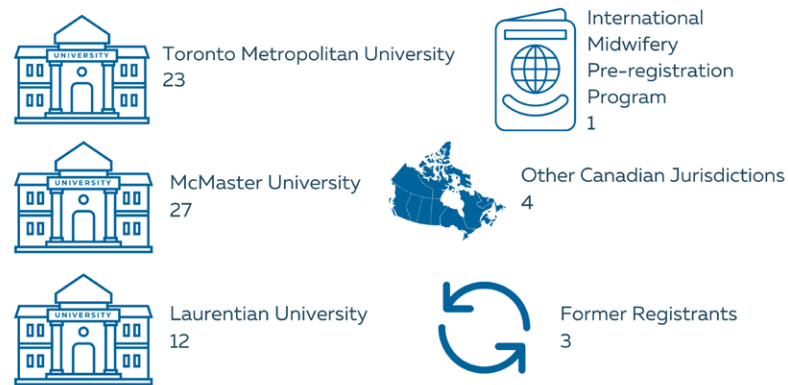 UNIVERSITY
Toronto Metropolitan University
23
International
Midwifery
Pre-registration
Program
1
UNIVERSITY
McMaster University
27
Other Canadian Jurisdictions
4
UNIVERSITY
Laurentian University
12
Former Registrants
3